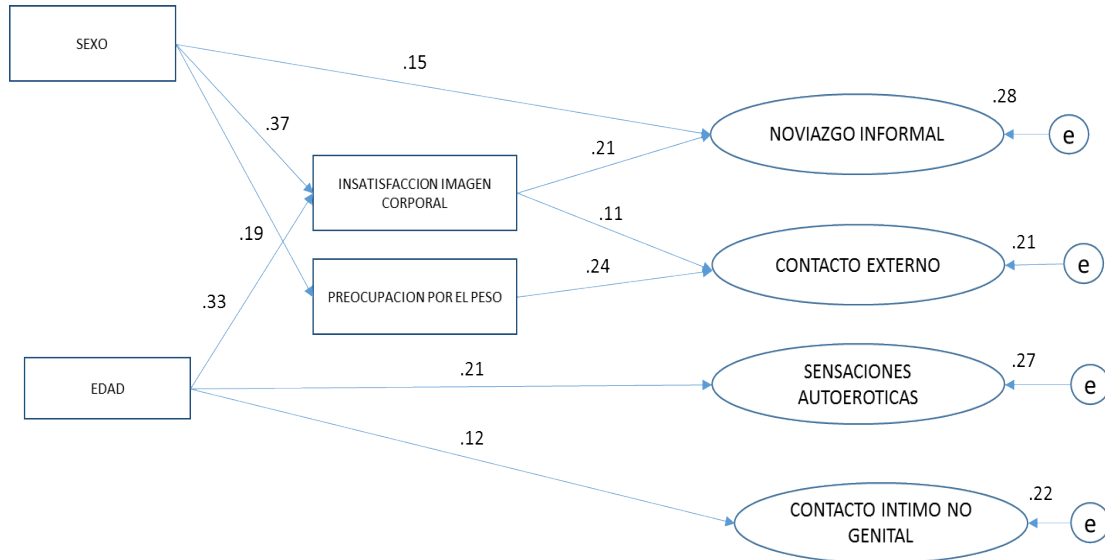 SEXO
.15
.28
NOVIAZGO INFORMAL
e
.37
.21
INSATISFACCION IMAGEN
CORPORAL
.11
.19
.21
CONTACTO EXTERNO
e
.24
PREOCUPACION POR EL PESO
.33
EDAD
.21
SENSACIONES
AUTOEROTICAS
.27
e
.12
CONTACTO INTIMO NO
GENITAL
.22
e